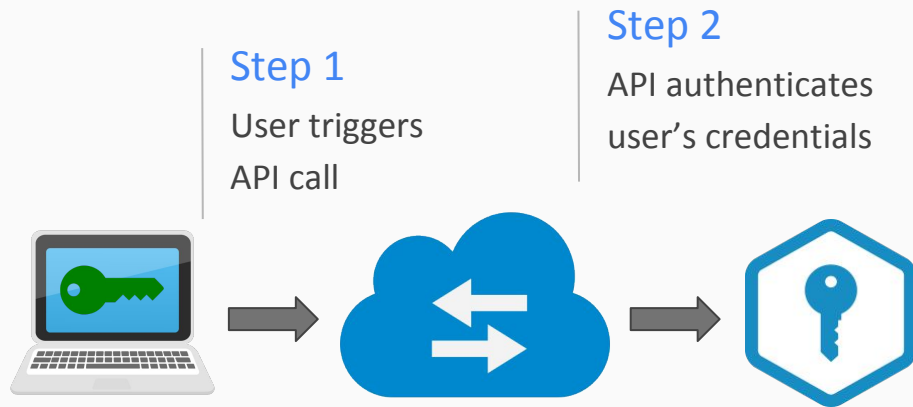 Step 1
User triggers
API call
Step 2
API authenticates
user’s credentials